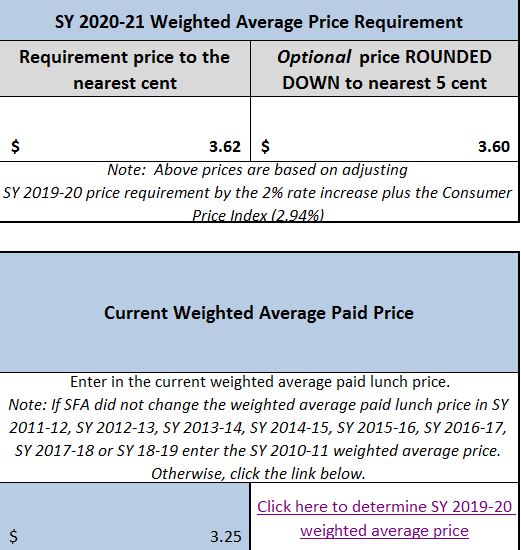 SY 2020-21 Weighted Average Price Requirement
Requirement price to the nearest cent
Optional price ROUNDED DOWN to nearest 5 cent
$ 3.62 $ 3.60
Note: Above prices are based on adjusting
SY 2019-20 price requirement by the 2% rate increase plus the Consumer
Price Index (2.94%)
Current Weighted Average Paid Price
Enter in the current weighted average paid lunch price.
Note: If SFA did not change the weighted average paid lunch price in SY
2011-12, SY 2012-13, SY 2013-14, SY 2014-15, SY 2015-16, SY 2016-17,
SY 2017-18 or SY 18-19 enter the SY 2010-11 weighted average price.
Otherwise, click the link below.
$ 3.25
Click here to determine SY 2019-20
weighted average price